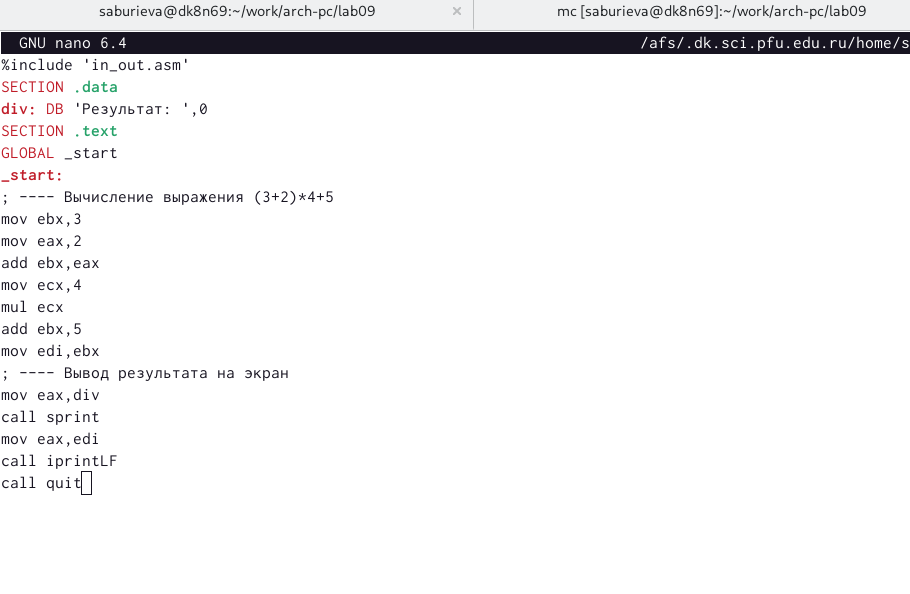 saburieva@dk8n69:~/work/arch-pc/lab09 × mc [saburieva@dk8n69]:~/work/arch-pc/lab09
GNU nano 6.4 /afs/.dk.sci.pfu.edu.ru/home/s
%include 'in_out.asm'
SECTION .data
div: DB 'Результат: ',0
SECTION .text
GLOBAL _start
_start:
; ---- Вычисление выражения (3+2)*4+5
mov ebx,3
mov eax,2
add ebx,eax
mov ecx,4
mul ecx
add ebx,5
mov edi,ebx
; ---- Вывод результата на экран
mov eax,div
call sprint
mov eax,edi
call iprintLF
call quit